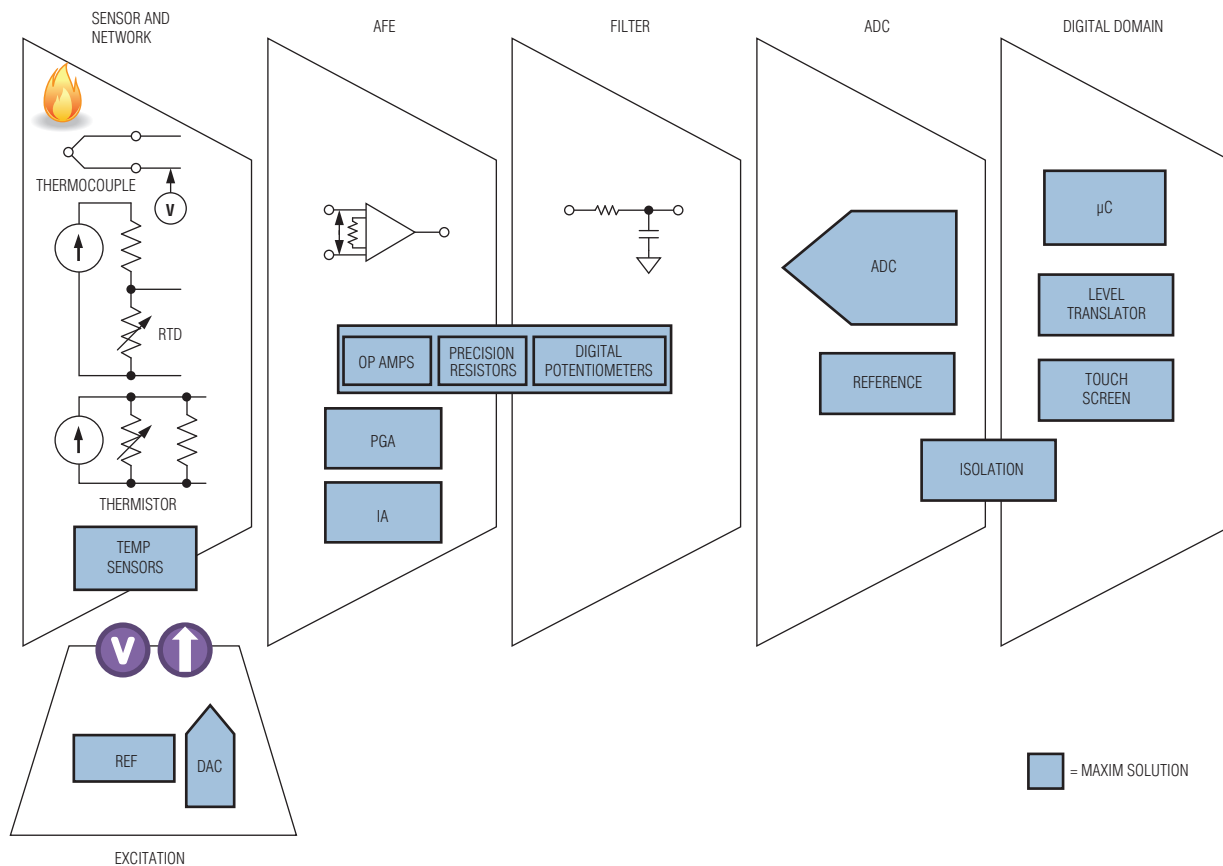 SENSOR AND
NETWORK
AFE
FILTER
ADC
DIGITAL DOMAIN
THERMOCOUPLE
V
RTD
THERMISTOR
TEMP
SENSORS
OP AMPS
PRECISION
RESISTORS
DIGITAL
POTENTIOMETERS
PGA
IA
ADC
REFERENCE
ISOLATION
µC
LEVEL
TRANSLATOR
TOUCH
SCREEN
V
REF
DAC
EXCITATION
= MAXIM SOLUTION